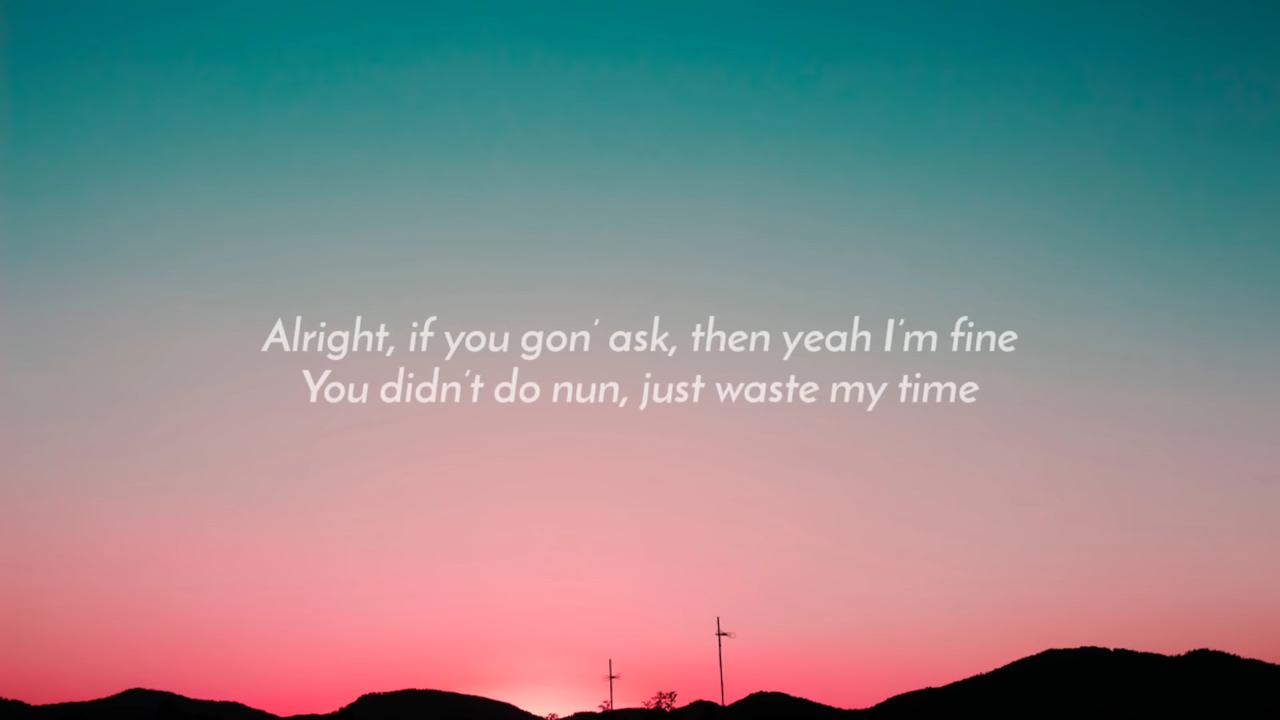 Alright, if you gon' ask, then yeah I'm fine
You didn't do nun, just waste my time